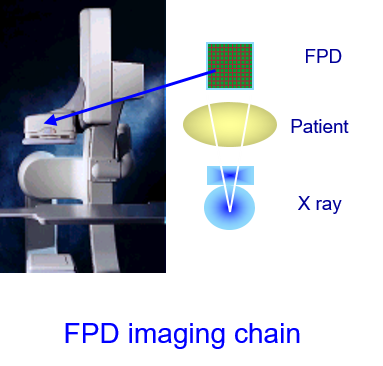 FPD
Patient
X ray
FPD imaging chain